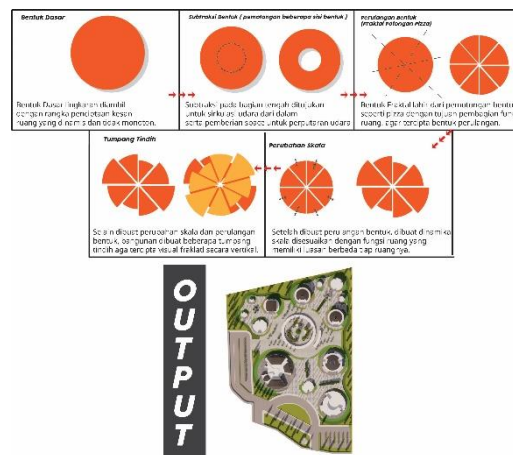 Bentuk Dasar
Bentuk Dasar lingkaran diambil
dengan rangka penciptaan kesan
ruang yang dinamis dan tidak monoton.
Subtraksi Bentuk ( pemotongan beberapa sisi bentuk )
Subtraksi pada bagian tengah ditujukan
untuk sirkulasi udara dari dalam
serta pemberian space untuk perputaran udara
Perulangan Bentuk
(Fraktal Potongan Pizza)
Bentuk Fraktal lahir dari pemotongan bentu
seperti pizza dengan tujuan pembagian fun
ruang, agar tercipta bentuk perulangan.
Tumpang Tindih
Selain dibuat perubahan skala dan perulangan
bentuk, bangunan dibuat beberapa tumpang
tindih aga tercipta visual fraklad secara vertikal.
Perubahan Skala
Setelah dibuat perulangan bentuk, dibuat dinamika
skala disesuaikan dengan fungsi ruang yang
memiliki luasan berbeda tiap ruangnya.
OUTPUT